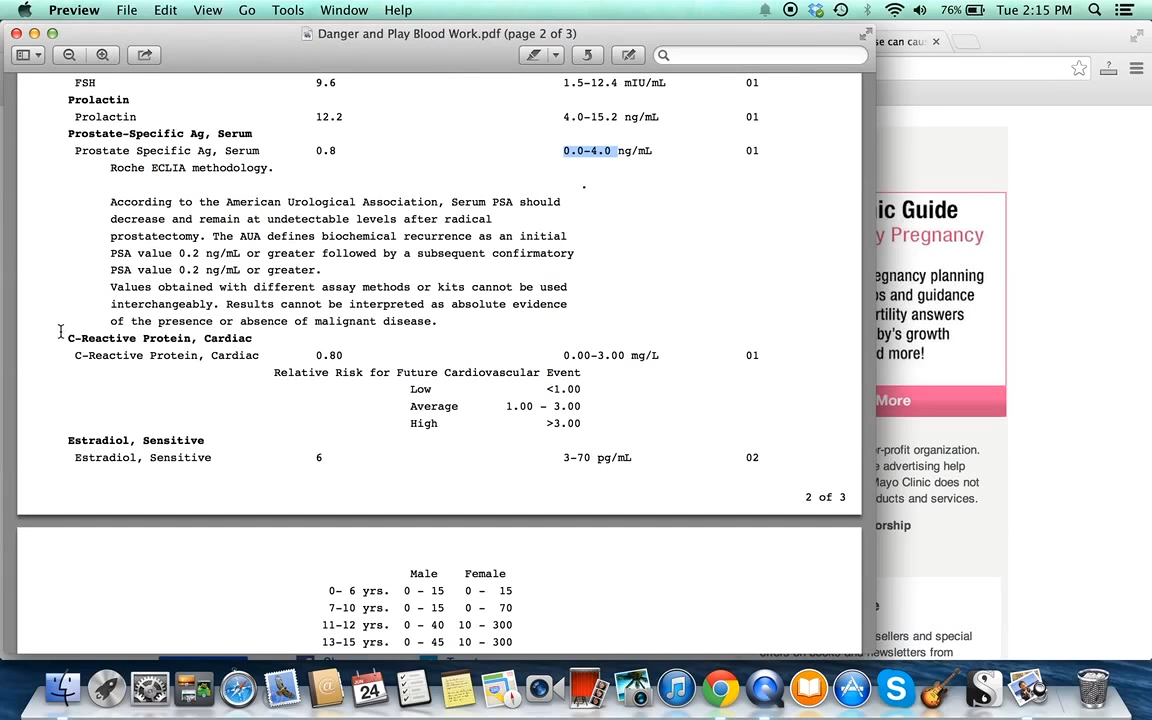 Preview File Edit View Go Tools Window Help 76% Tue 2:15 PM
Danger and Play Blood Work.pdf (page 2 of 3)
se can cau
FSH 9.6 1.5-12.4 mIU/mL 01
Prolactin
Prolactin 12.2 4.0-15.2 ng/mL 01
Prostate-Specific Ag, Serum
Prostate Specific Ag, Serum 0.8 0.0-4.0 ng/mL 01
Roche ECLIA methodology.
According to the American Urological Association, Serum PSA should
decrease and remain at undetectable levels after radical
prostatectomy. The AUA defines biochemical recurrence as an initial
PSA value 0.2 ng/mL or greater followed by a subsequent confirmatory
PSA value 0.2 ng/mL or greater.
Values obtained with different assay methods or kits cannot be used
interchangeably. Results cannot be interpreted as absolute evidence
of the presence or absence of malignant disease.
C-Reactive Protein, Cardiac
C-Reactive Protein, Cardiac 0.80 0.00-3.00 mg/L 01
Relative Risk for Future Cardiovascular Event
Low <1.00
Average 1.00 - 3.00
High >3.00
Estradiol, Sensitive
Estradiol, Sensitive 6 3-70 pg/mL 02
2 of 3
Male Female
0- 6 yrs. 0 - 15 0 - 15
7-10 yrs. 0 - 15 0 - 70
11-12 yrs. 0 - 40 10 - 300
13-15 yrs. 0 - 45 10 - 300
ic Guide
y Pregnancy
egnancy planning
ps and guidance
rtility answers
by's growth
d more!
More
r-profit organization.
e advertising help
Mayo Clinic does not
ducts and services.
orship
e
sellers and special
offers on books and newsletters from
JUN
24